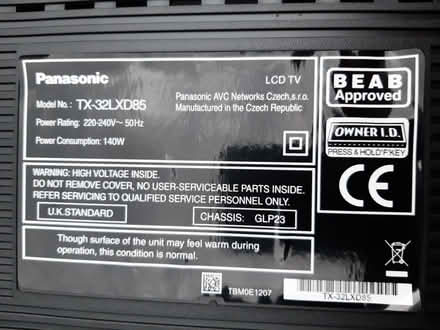 Panasonic
LCD TV
Model No. : TX-32LXD85
Panasonic AVC Networks Czech,s.r.o.
Manufactured in the Czech Republic
Power Rating: 220-240V～ 50Hz
Power Consumption: 140W
WARNING: HIGH VOLTAGE INSIDE.
DO NOT REMOVE COVER, NO USER-SERVICEABLE PARTS INSIDE.
REFER SERVICING TO QUALIFIED SERVICE PERSONNEL ONLY.
U.K.STANDARD
CHASSIS: GLP23
Though surface of the unit may feel warm during
operation, this condition is normal.
BEAB
Approved
OWNER I.D.
PRESS & HOLD 'F' KEY
CE
TBM0E1207
TX-32LXD85